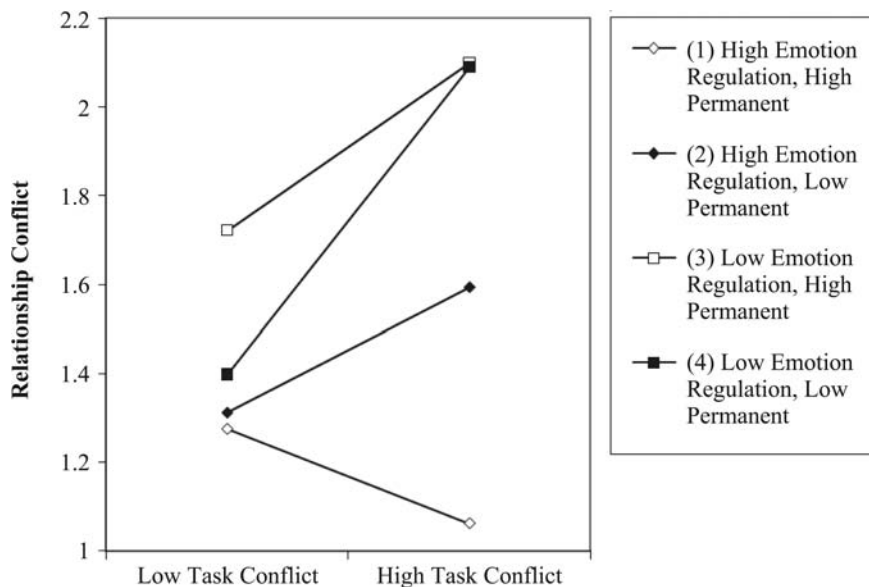 2.2
2
1.8
1.6
1.4
1.2
1
Relationship Conflict
Low Task Conflict
High Task Conflict
(1) High Emotion
Regulation, High
Permanent
(2) High Emotion
Regulation, Low
Permanent
(3) Low Emotion
Regulation, High
Permanent
(4) Low Emotion
Regulation, Low
Permanent